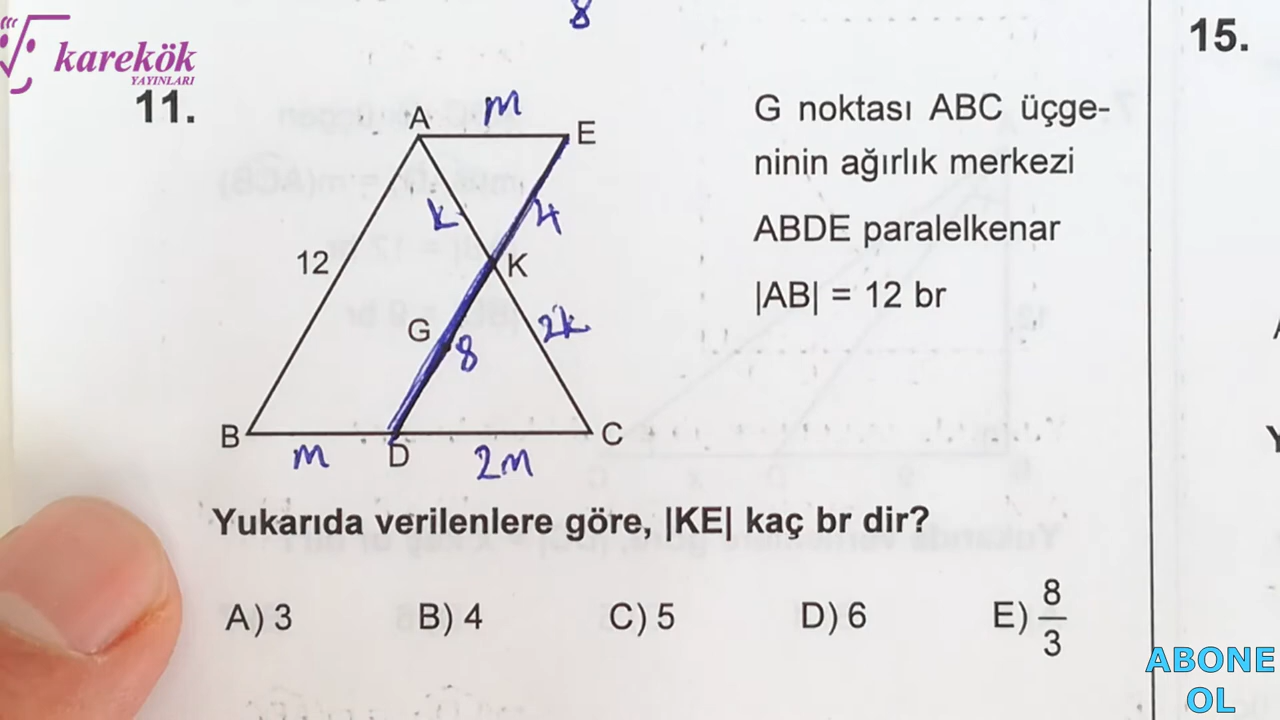 8
karekök
YAYINLARI
15.
11.
A
m
E
G noktası ABC üçge-
ninin ağırlık merkezi
ABDE paralelkenar
|AB| = 12 br
k
4
12
K
G
8
2k
B
m
D
2m
C
Yukarıda verilenlere göre, |KE| kaç br dir?
A) 3
B) 4
C) 5
D) 6
E) 8/3
ABONE
OL